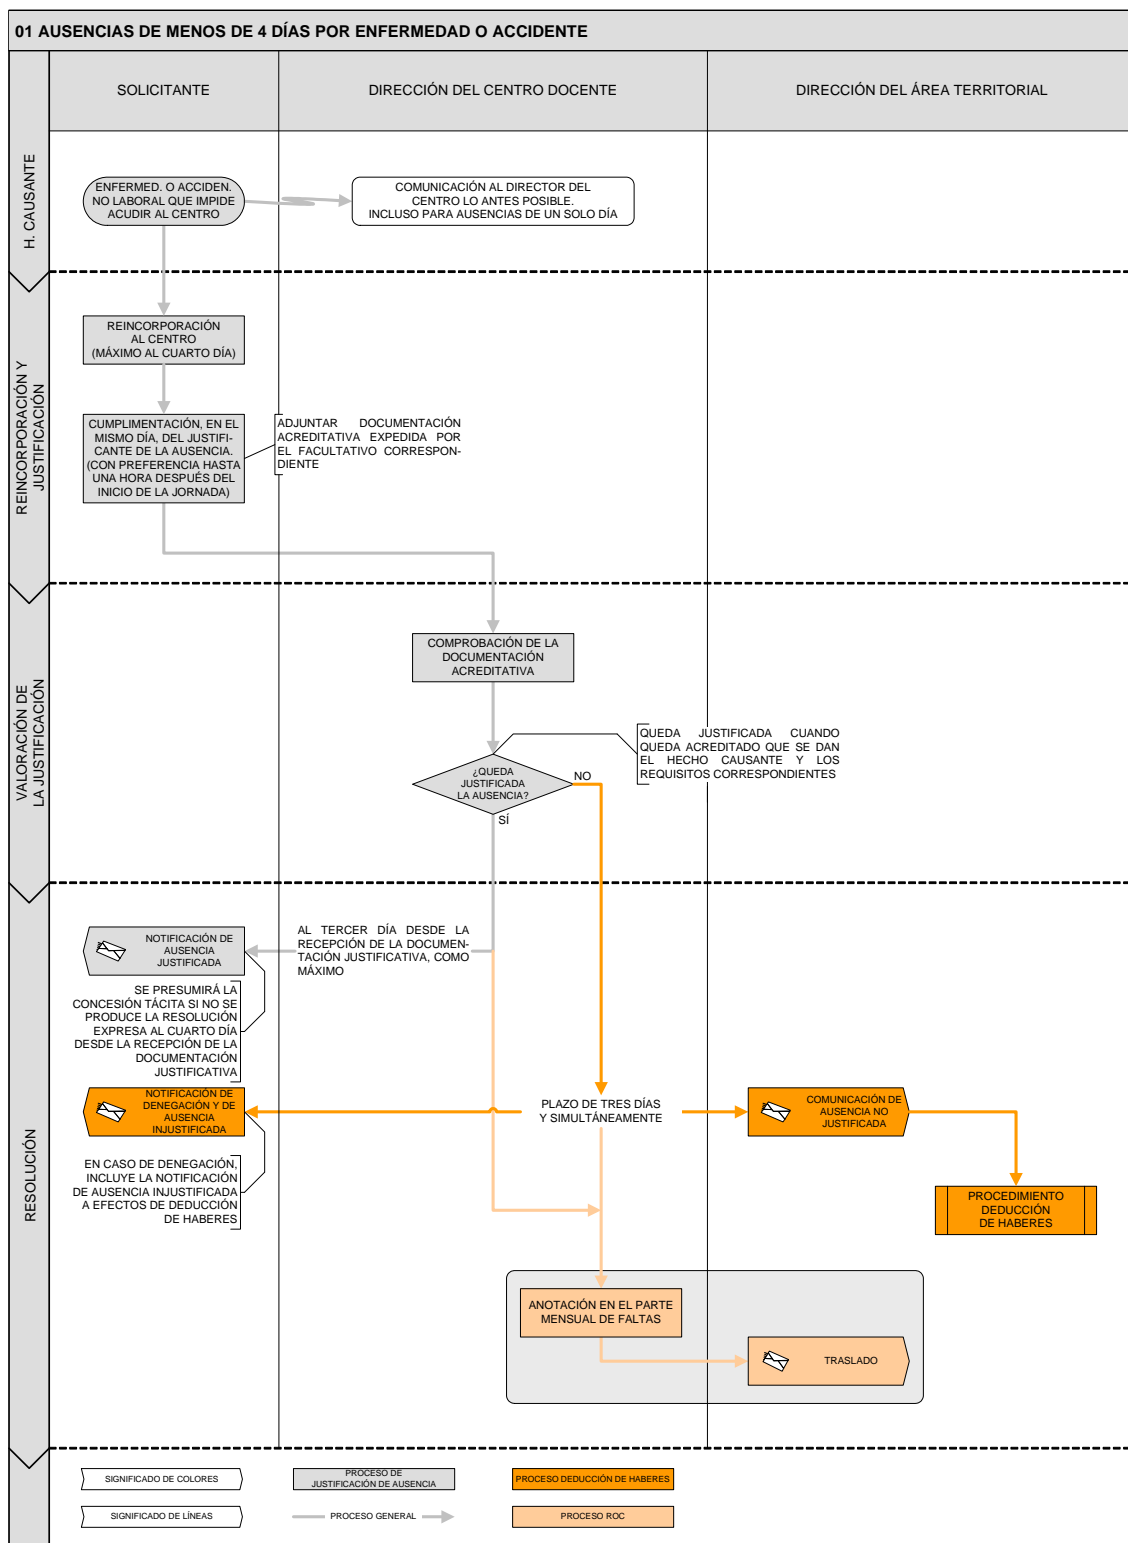 01 AUSENCIAS DE MENOS DE 4 DÍAS POR ENFERMEDAD O ACCIDENTE
SOLICITANTE
DIRECCIÓN DEL CENTRO DOCENTE
DIRECCIÓN DEL ÁREA TERRITORIAL
H. CAUSANTE
ENFERMED. O ACCIDEN.
NO LABORAL QUE IMPIDE
ACUDIR AL CENTRO
COMUNICACIÓN AL DIRECTOR DEL
CENTRO LO ANTES POSIBLE.
INCLUSO PARA AUSENCIAS DE UN SOLO DÍA
REINCORPORACIÓN Y
JUSTIFICACIÓN
REINCORPORACIÓN
AL CENTRO
(MÁXIMO AL CUARTO DÍA)
CUMPLIMENTACIÓN, EN EL
MISMO DÍA, DEL JUSTIFI-
CANTE DE LA AUSENCIA.
(CON PREFERENCIA HASTA
UNA HORA DESPUÉS DEL
INICIO DE LA JORNADA)
ADJUNTAR DOCUMENTACIÓN
ACREDITATIVA EXPEDIDA POR
EL FACULTATIVO CORRESPON-
DIENTE
VALORACIÓN DE
LA JUSTIFICACIÓN
COMPROBACIÓN DE LA
DOCUMENTACIÓN
ACREDITATIVA
QUEDA JUSTIFICADA CUANDO
QUEDA ACREDITADO QUE SE DAN
EL HECHO CAUSANTE Y LOS
REQUISITOS CORRESPONDIENTES
¿QUEDA
JUSTIFICADA
LA AUSENCIA?
NO
SÍ
RESOLUCIÓN
NOTIFICACIÓN DE
AUSENCIA
JUSTIFICADA
AL TERCER DÍA DESDE LA
RECEPCIÓN DE LA DOCUMEN-
TACIÓN JUSTIFICATIVA, COMO
MÁXIMO
SE PRESUMIRÁ LA
CONCESIÓN TÁCITA SI NO SE
PRODUCE LA RESOLUCIÓN
EXPRESA AL CUARTO DÍA
DESDE LA RECEPCIÓN DE LA
DOCUMENTACIÓN
JUSTIFICATIVA
NOTIFICACIÓN DE
DENEGACIÓN Y DE
AUSENCIA
INJUSTIFICADA
PLAZO DE TRES DÍAS
Y SIMULTÁNEAMENTE
COMUNICACIÓN DE
AUSENCIA NO
JUSTIFICADA
EN CASO DE DENEGACIÓN,
INCLUYE LA NOTIFICACIÓN
DE AUSENCIA INJUSTIFICADA
A EFECTOS DE DEDUCCIÓN
DE HABERES
PROCEDIMIENTO
DEDUCCIÓN
DE HABERES
ANOTACIÓN EN EL PARTE
MENSUAL DE FALTAS
TRASLADO
SIGNIFICADO DE COLORES
PROCESO DE
JUSTIFICACIÓN DE AUSENCIA
PROCESO DEDUCCIÓN DE HABERES
SIGNIFICADO DE LÍNEAS
PROCESO GENERAL
PROCESO ROC